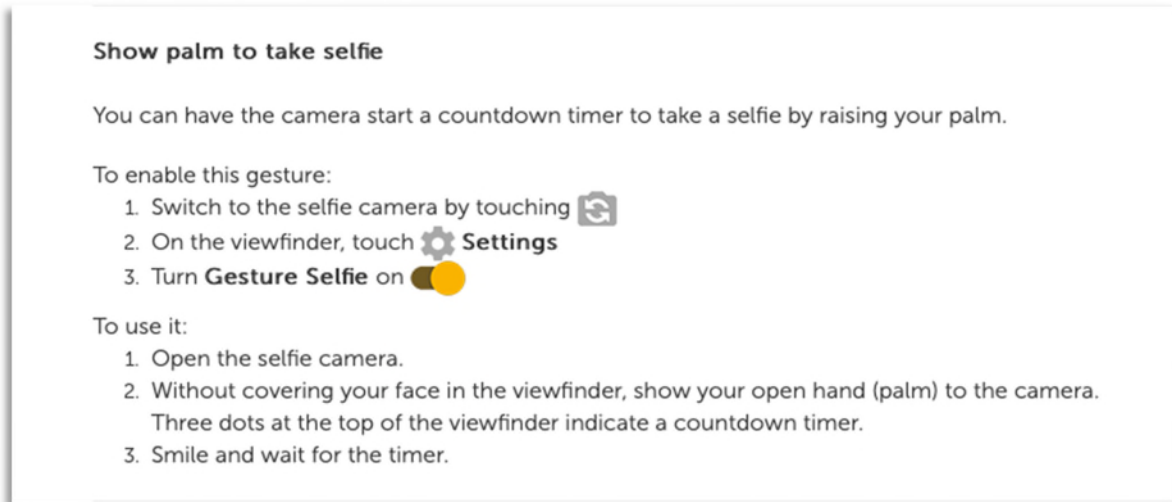 Show palm to take selfie
You can have the camera start a countdown timer to take a selfie by raising your palm.
To enable this gesture:
1. Switch to the selfie camera by touching
2. On the viewfinder, touch Settings
3. Turn Gesture Selfie on
To use it:
1. Open the selfie camera.
2. Without covering your face in the viewfinder, show your open hand (palm) to the camera.
Three dots at the top of the viewfinder indicate a countdown timer.
3. Smile and wait for the timer.